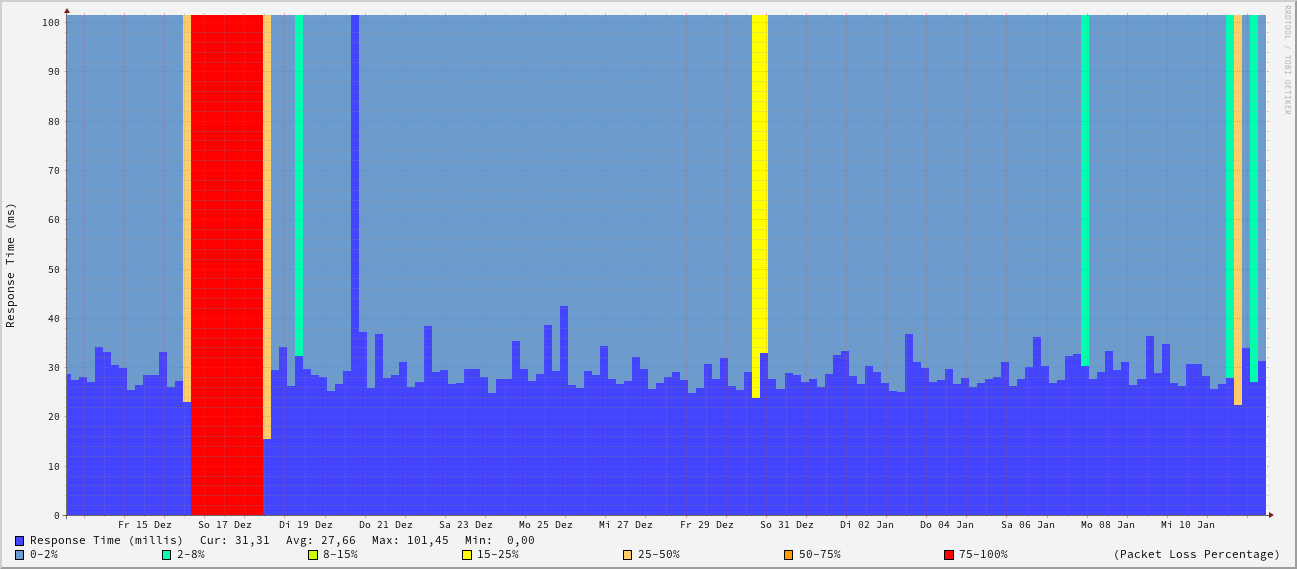 RRDTOOL / TOBI OETIKER
Response Time (ms)
100
90
80
70
60
50
40
30
20
10
0
Fr 15 Dez So 17 Dez Di 19 Dez Do 21 Dez Sa 23 Dez Mo 25 Dez Mi 27 Dez Fr 29 Dez So 31 Dez Di 02 Jan Do 04 Jan Sa 06 Jan Mo 08 Jan Mi 10 Jan
Response Time (millis) Cur: 31,31 Avg: 27,66 Max: 101,45 Min: 0,00
0-2% 2-8% 8-15% 15-25% 25-50% 50-75% 75-100% (Packet Loss Percentage)